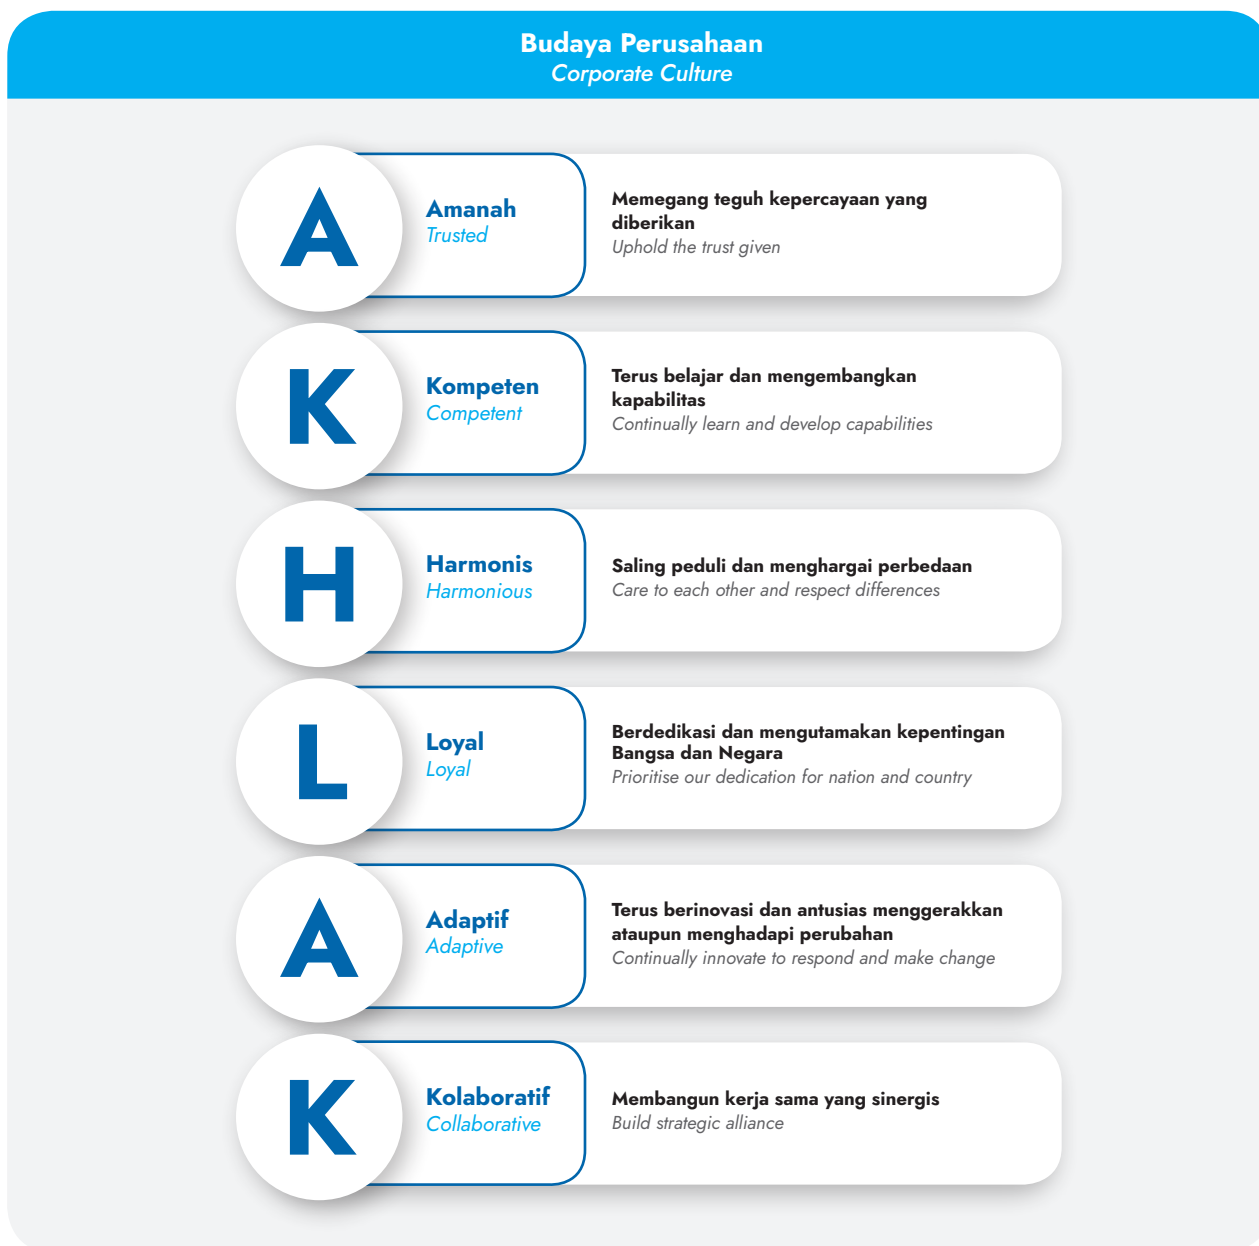 Budaya Perusahaan
Corporate Culture
A
Amanah
Trusted
Memegang teguh kepercayaan yang
diberikan
Uphold the trust given
K
Kompeten
Competent
Terus belajar dan mengembangkan
kapabilitas
Continually learn and develop capabilities
H
Harmonis
Harmonious
Saling peduli dan menghargai perbedaan
Care to each other and respect differences
L
Loyal
Loyal
Berdedikasi dan mengutamakan kepentingan
Bangsa dan Negara
Prioritise our dedication for nation and country
A
Adaptif
Adaptive
Terus berinovasi dan antusias menggerakkan
ataupun menghadapi perubahan
Continually innovate to respond and make change
K
Kolaboratif
Collaborative
Membangun kerja sama yang sinergis
Build strategic alliance